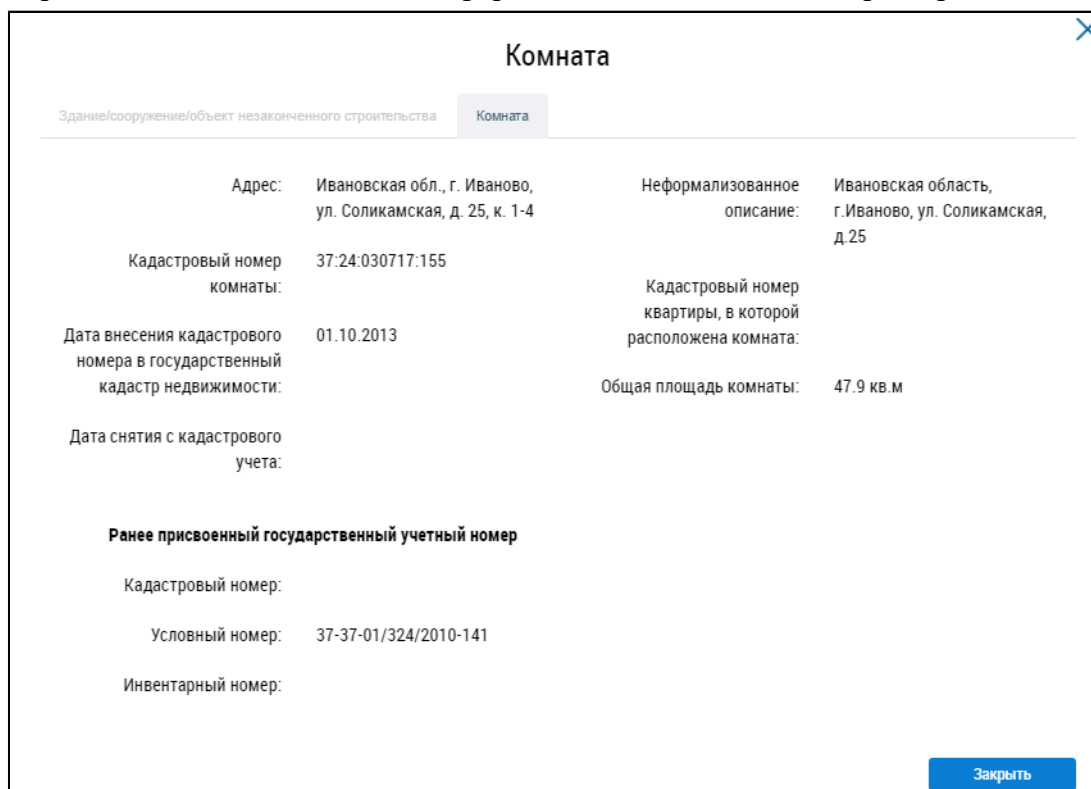 Комната
Здание/сооружение/объект незаконченного строительства
Комната
Адрес:
Ивановская обл., г. Иваново,
ул. Соликамская, д. 25, к. 1-4
Кадастровый номер
комнаты:
37:24:030717:155
Дата внесения кадастрового
номера в государственный
кадастр недвижимости:
01.10.2013
Дата снятия с кадастрового
учета:
Неформализованное
описание:
Ивановская область,
г.Иваново, ул. Соликамская,
д.25
Кадастровый номер
квартиры, в которой
расположена комната:
Общая площадь комнаты:
47.9 кв.м
Ранее присвоенный государственный учетный номер
Кадастровый номер:
Условный номер:
37-37-01/324/2010-141
Инвентарный номер:
Закрыть